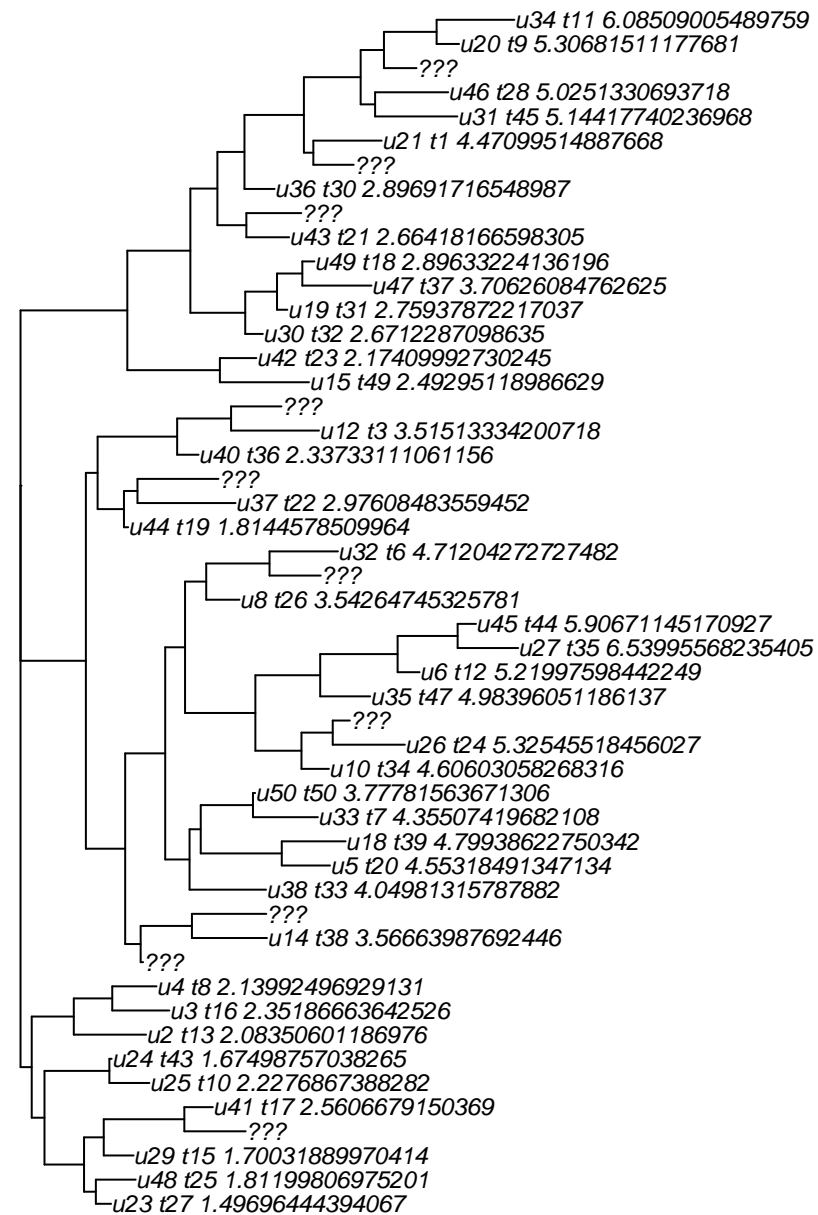 u34 t11 6.08509005489759
u20 t9 5.30681511177681
???
u46 t28 5.0251330693718
u31 t45 5.14417740236968
u21 t1 4.47099514887668
???
u36 t30 2.89691716548987
???
u43 t21 2.66418166598305
u49 t18 2.89633224136196
u47 t37 3.70626084762625
u19 t31 2.75937872217037
u30 t32 2.6712287098635
u42 t23 2.17409992730245
u15 t49 2.49295118986629
???
u12 t3 3.51513334200718
u40 t36 2.33733111061156
???
u37 t22 2.97608483559452
u44 t19 1.8144578509964
u32 t6 4.71204272727482
???
u8 t26 3.54264745325781
u45 t44 5.90671145170927
u27 t35 6.53995568235405
u6 t12 5.21997598442249
u35 t47 4.98396051186137
???
u26 t24 5.32545518456027
u10 t34 4.60603058268316
u50 t50 3.77781563671306
u33 t7 4.35507419682108
u18 t39 4.79938622750342
u5 t20 4.55318491347134
u38 t33 4.04981315787882
???
u14 t38 3.56663987692446
???
u4 t8 2.13992496929131
u3 t16 2.35186663642526
u2 t13 2.08350601186976
u24 t43 1.67498757038265
u25 t10 2.2276867388282
u41 t17 2.5606679150369
???
u29 t15 1.70031889970414
u48 t25 1.81199806975201
u23 t27 1.49696444394067